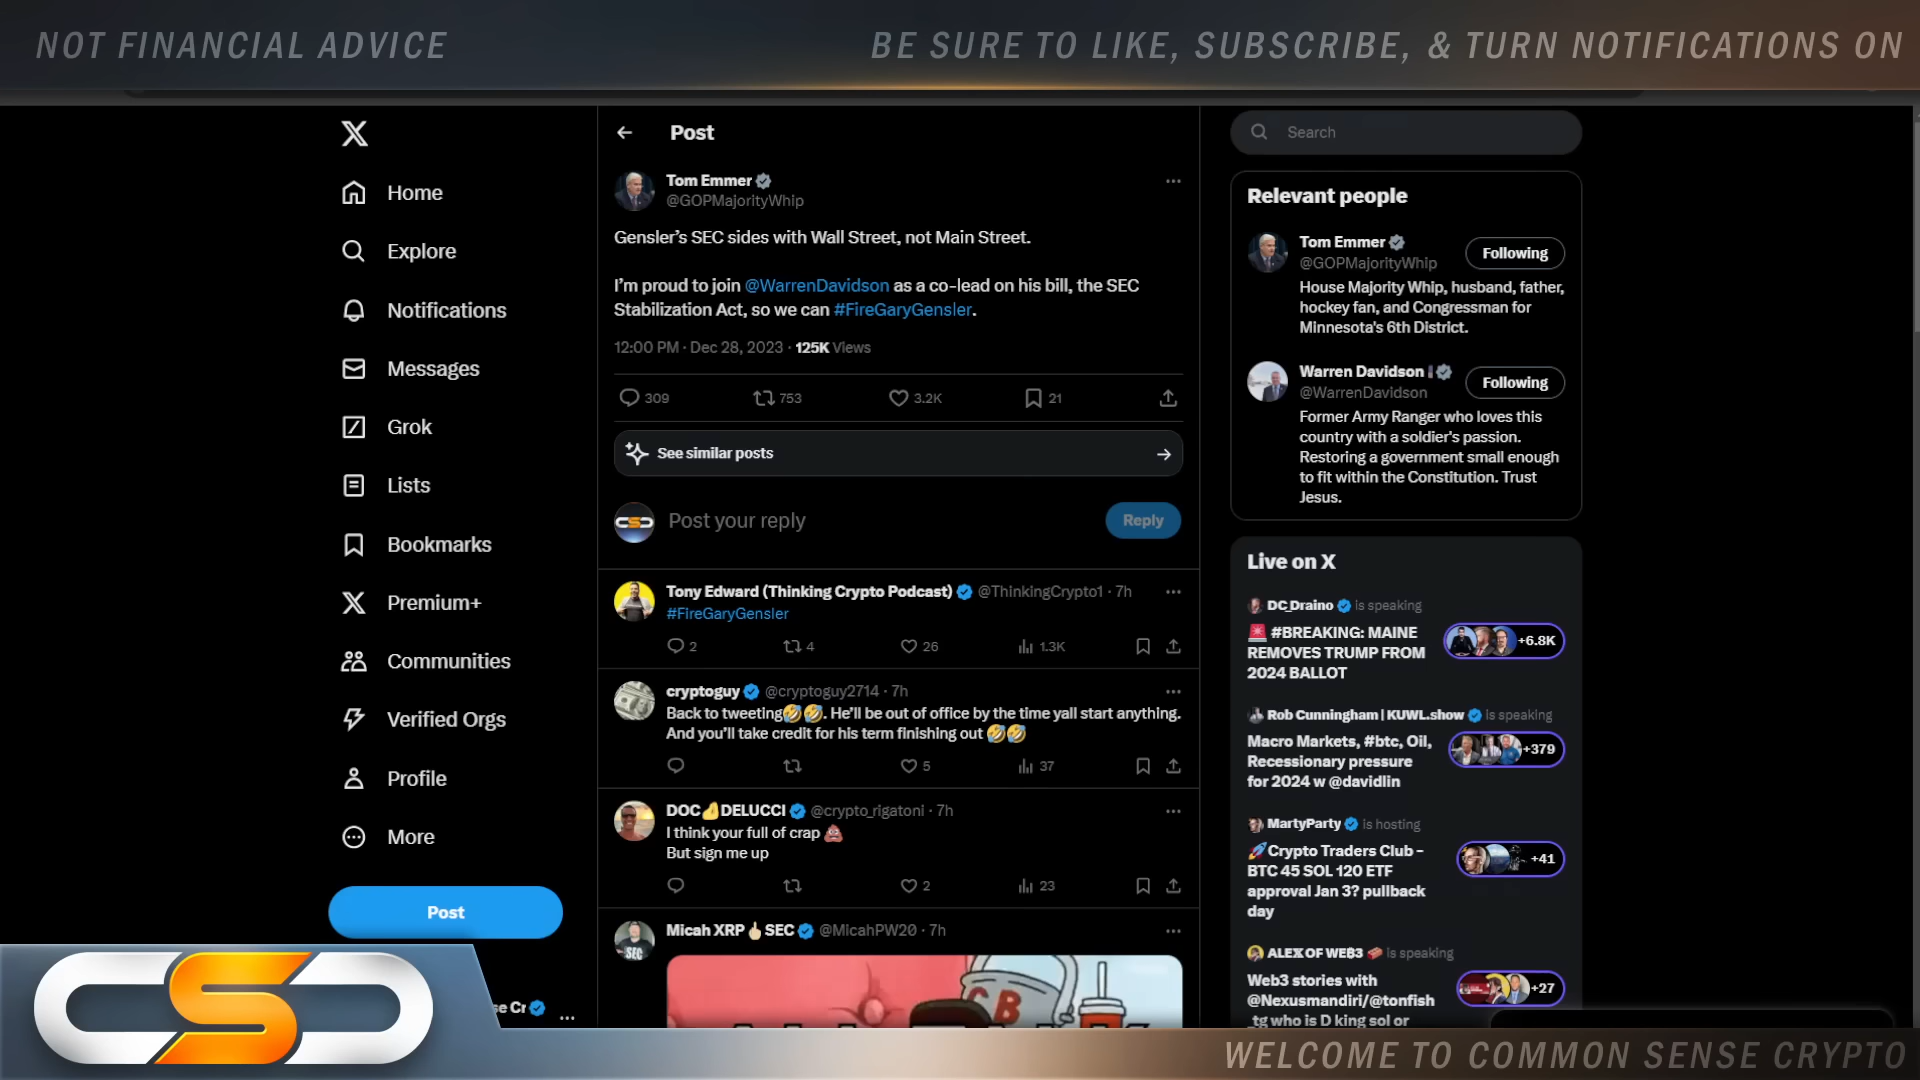 NOT FINANCIAL ADVICE
BE SURE TO LIKE, SUBSCRIBE, & TURN NOTIFICATIONS ON
Home
Explore
Notifications
Messages
Grok
Lists
Bookmarks
Premium+
Communities
Verified Orgs
Profile
More
Post
Post
Tom Emmer
@GOPMajorityWhip
Gensler's SEC sides with Wall Street, not Main Street.
I'm proud to join @WarrenDavidson as a co-lead on his bill, the SEC
Stabilization Act, so we can #FireGaryGensler.
12:00 PM · Dec 28, 2023 · 125K Views
309 753 3.2K 21
See similar posts
Post your reply
Reply
Tony Edward (Thinking Crypto Podcast) @ThinkingCrypto1 · 7h
#FireGaryGensler
2 4 26 1.3K
cryptoguy @cryptoguy2714 · 7h
Back to tweeting🤣🤣. He'll be out of office by the time yall start anything.
And you'll take credit for his term finishing out 🤣🤣
5 37
DOC DELUCCI @crypto_rigatoni · 7h
I think your full of crap 💩
But sign me up
2 23
Micah XRP SEC @MicahPW20 · 7h
SEC
CB
Search
Relevant people
Tom Emmer
@GOPMajorityWhip
Following
House Majority Whip, husband, father,
hockey fan, and Congressman for
Minnesota's 6th District.
Warren Davidson
@WarrenDavidson
Following
Former Army Ranger who loves this
country with a soldier's passion.
Restoring a government small enough
to fit within the Constitution. Trust
Jesus.
Live on X
DC_Draino is speaking
🚨 #BREAKING: MAINE
REMOVES TRUMP FROM
2024 BALLOT
+6.8K
Rob Cunningham | KUWL.show is speaking
Macro Markets, #btc, Oil,
Recessionary pressure
for 2024 w @davidlin
+379
MartyParty is hosting
🚀Crypto Traders Club –
BTC 45 SOL 120 ETF
approval Jan 3? pullback
day
+41
ALEX OF WEB3 is speaking
Web3 stories with
@Nexusmandiri/@tonfish
_tg who is D king sol or
+27
CSC
se Cr
WELCOME TO COMMON SENSE CRYPTO